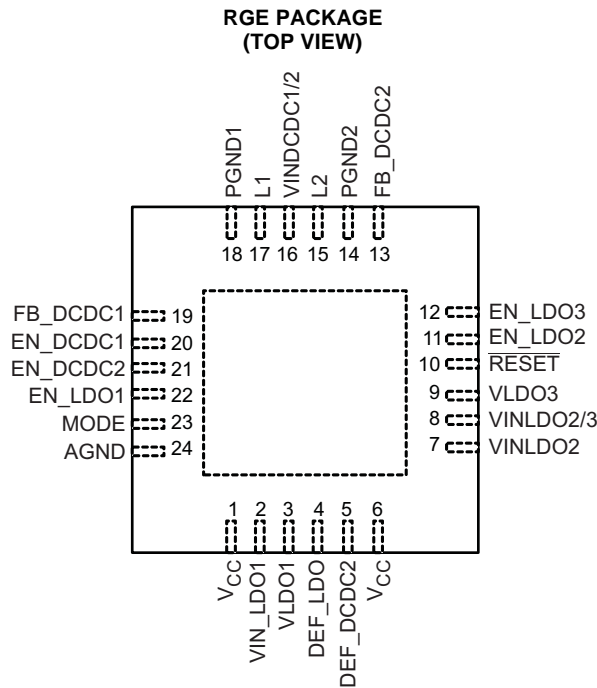 RGE PACKAGE
(TOP VIEW)
PGND1
L1
VINDCDC1/2
L2
PGND2
FB_DCDC2
18 17 16 15 14 13
FB_DCDC1 19
EN_DCDC1 20
EN_DCDC2 21
EN_LDO1 22
MODE 23
AGND 24
12 EN_LDO3
11 EN_LDO2
10 RESET
9 VLDO3
8 VINLDO2/3
7 VINLDO2
1 2 3 4 5 6
VCC
VIN_LDO1
VLDO1
DEF_LDO
DEF_DCDC2
VCC